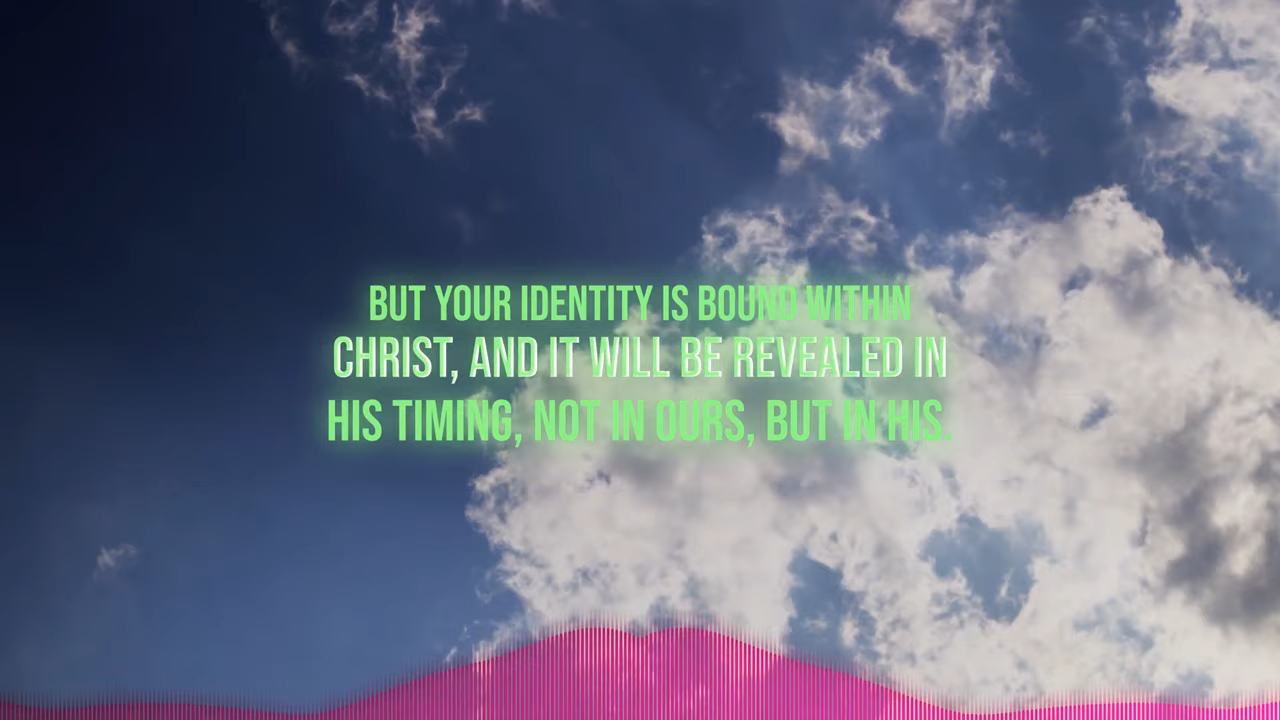 BUT YOUR IDENTITY IS BOUND WITHIN
CHRIST, AND IT WILL BE REVEALED IN
HIS TIMING, NOT IN OURS, BUT IN HIS.